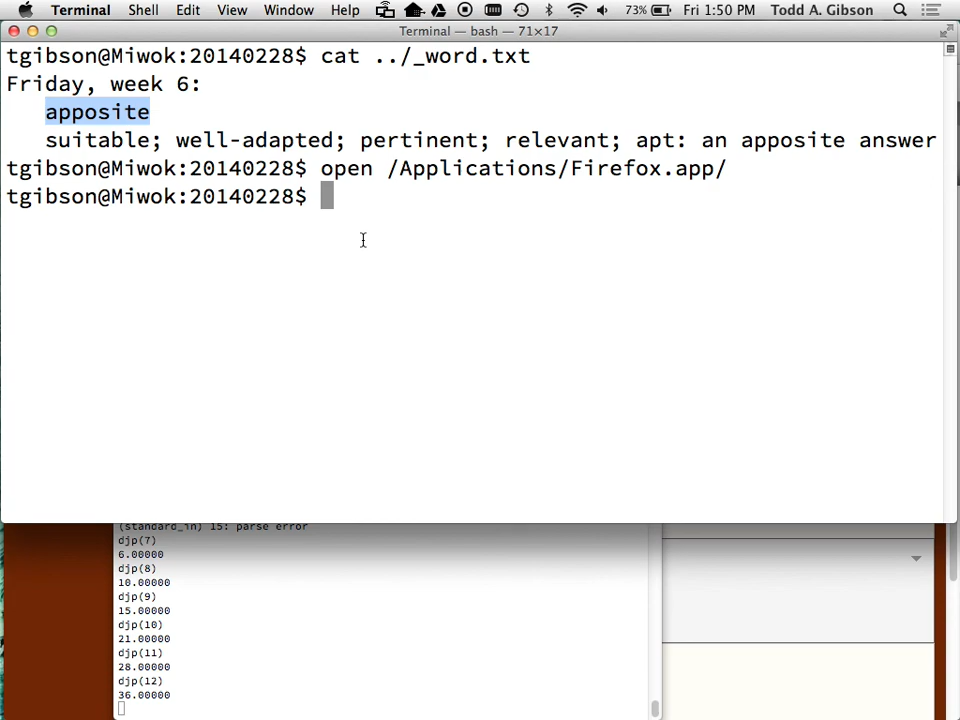 Terminal Shell Edit View Window Help 73% Fri 1:50 PM Todd A. Gibson
Terminal — bash — 71×17
tgibson@Miwok:20140228$ cat ../_word.txt
Friday, week 6:
apposite
suitable; well-adapted; pertinent; relevant; apt: an apposite answer
tgibson@Miwok:20140228$ open /Applications/Firefox.app/
tgibson@Miwok:20140228$
(standard_in) 15: parse error
djp(7)
6.00000
djp(8)
10.00000
djp(9)
15.00000
djp(10)
21.00000
djp(11)
28.00000
djp(12)
36.00000